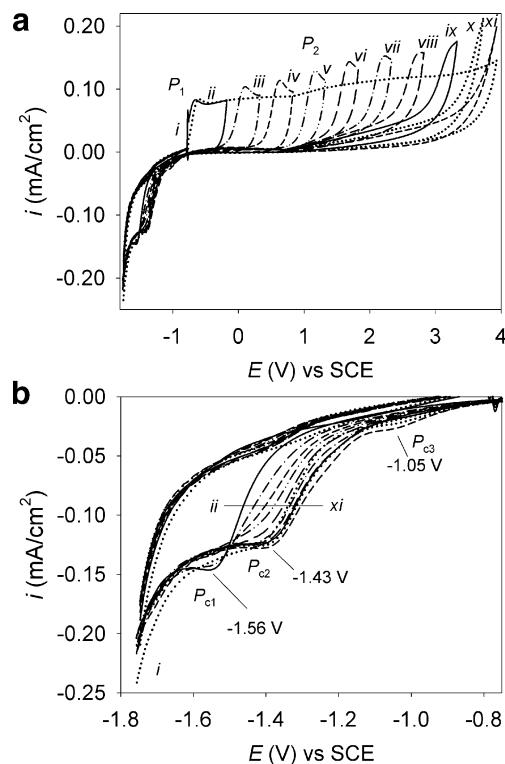 a
P1
P2
i ii iii iv v vi vii viii ix x xi
0.20
0.10
0.00
-0.10
-0.20
i (mA/cm²)
-1 0 1 2 3 4
E (V) vs SCE
b
0.00
-0.05
-0.10
-0.15
-0.20
-0.25
i (mA/cm²)
Pc3
-1.05 V
ii xi
Pc2
-1.43 V
Pc1
-1.56 V
i
-1.8 -1.6 -1.4 -1.2 -1.0 -0.8
E (V) vs SCE